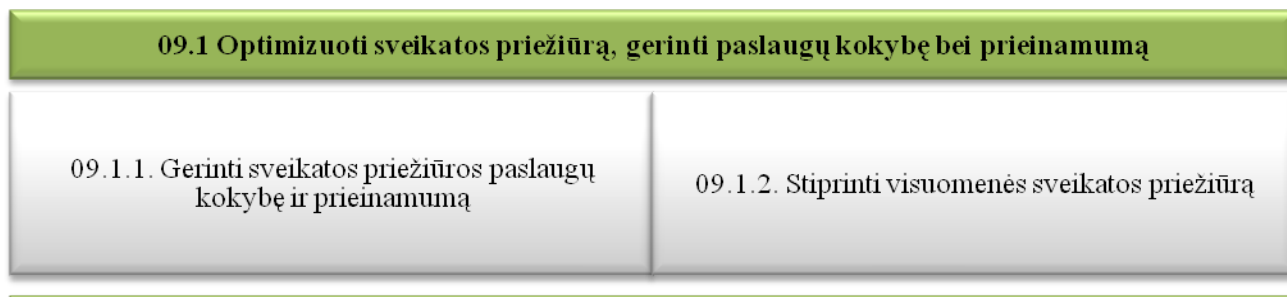 09.1 Optimizuoti sveikatos priežiūrą, gerinti paslaugų kokybę bei prieinamumą
09.1.1. Gerinti sveikatos priežiūros paslaugų
kokybę ir prieinamumą
09.1.2. Stiprinti visuomenės sveikatos priežiūrą